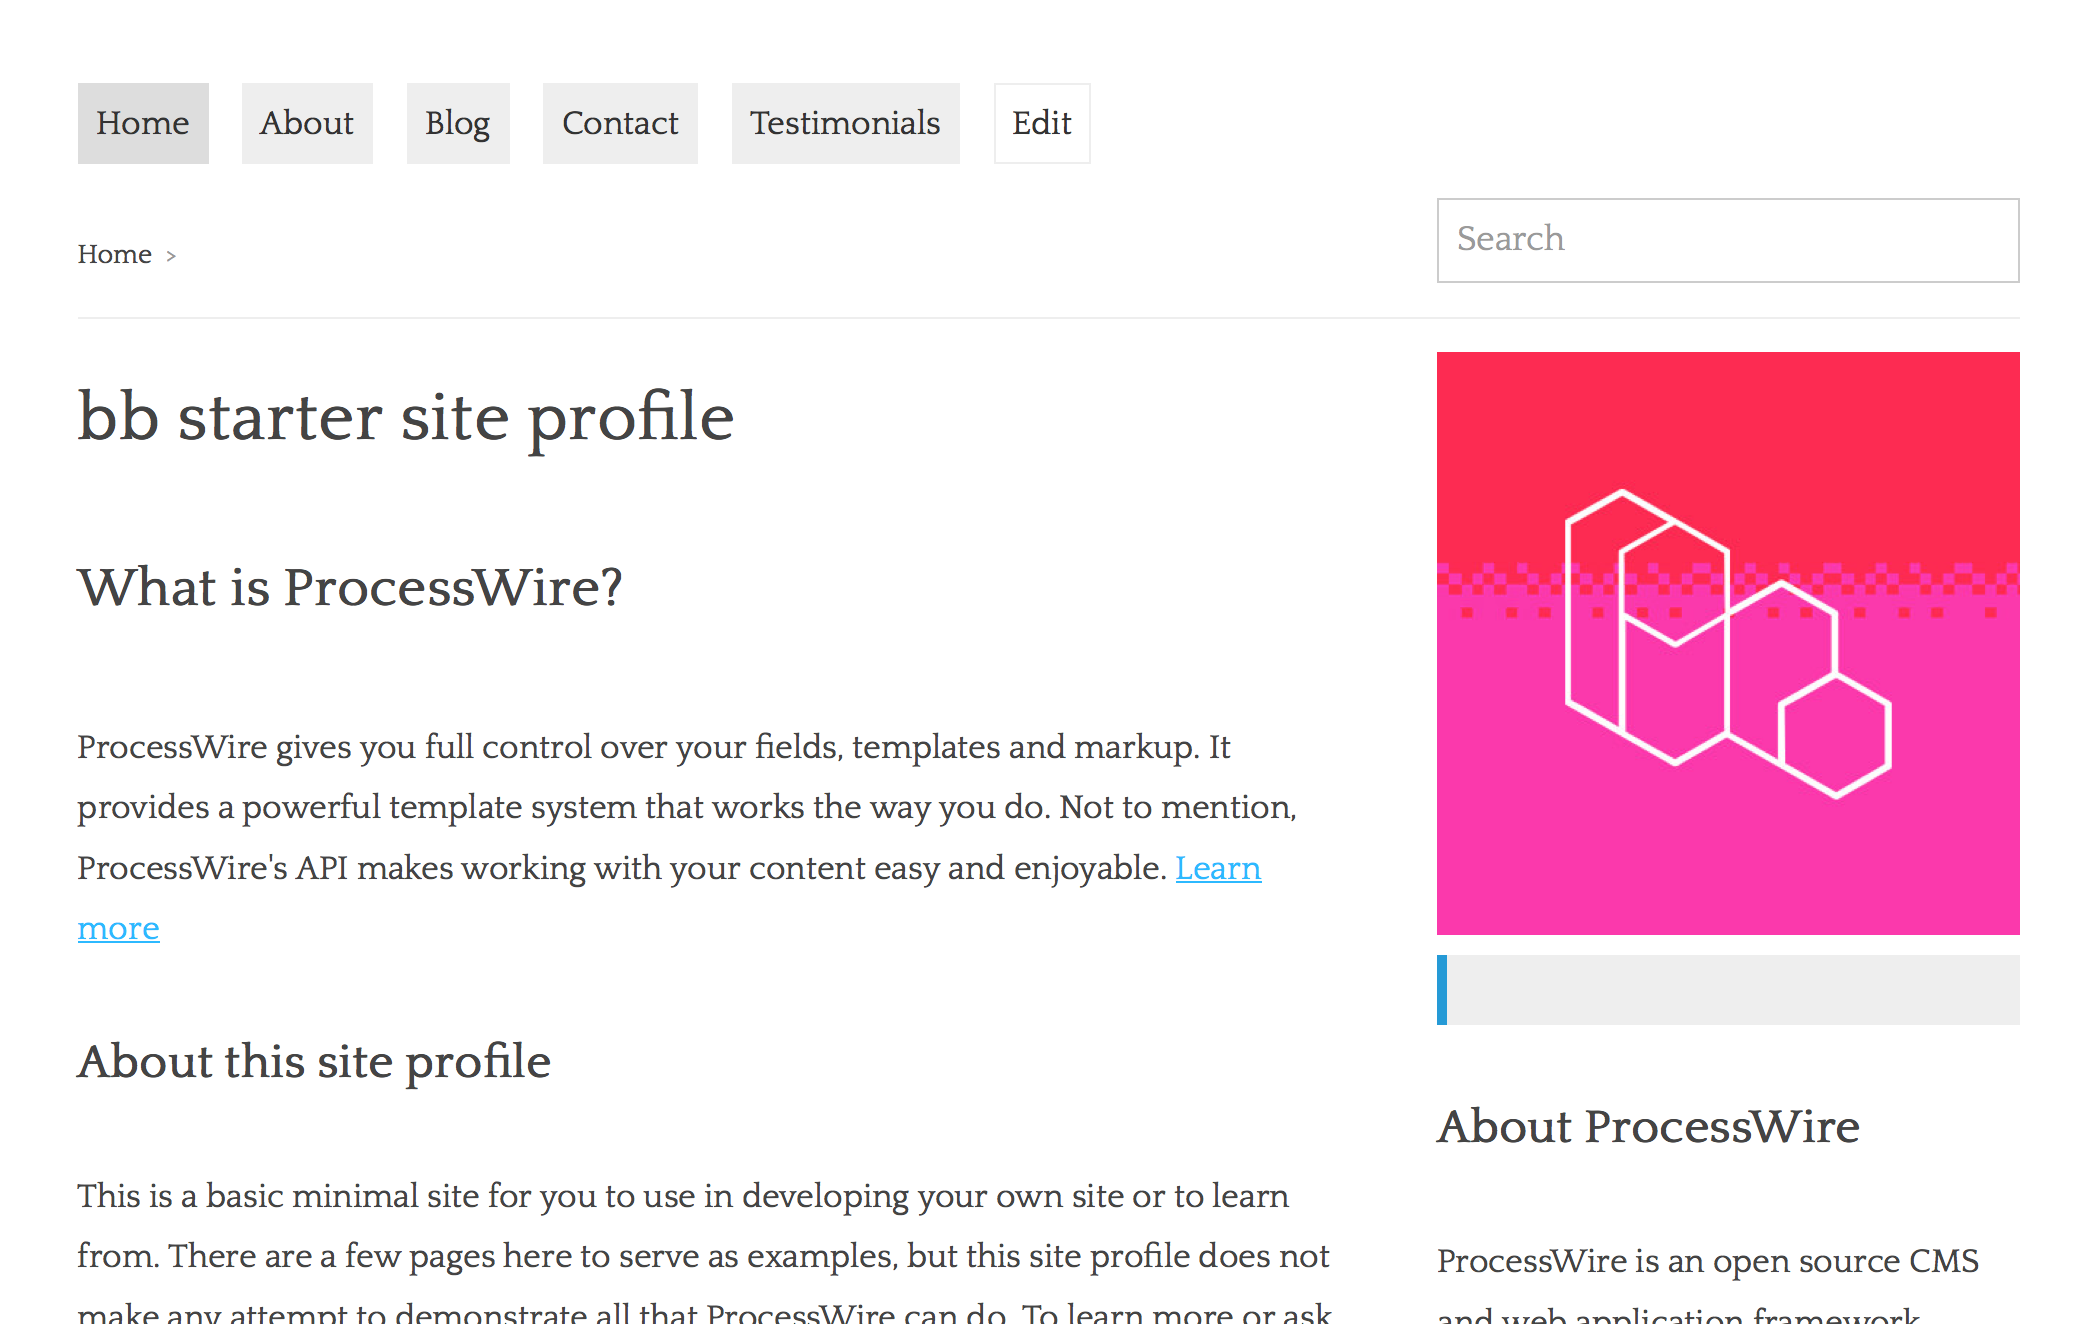 Home About Blog Contact Testimonials Edit
Home >
Search
bb starter site profile
What is ProcessWire?
ProcessWire gives you full control over your fields, templates and markup. It
provides a powerful template system that works the way you do. Not to mention,
ProcessWire's API makes working with your content easy and enjoyable. Learn
more
About this site profile
This is a basic minimal site for you to use in developing your own site or to learn
from. There are a few pages here to serve as examples, but this site profile does not
make any attempt to demonstrate all that ProcessWire can do. To learn more or ask
About ProcessWire
ProcessWire is an open source CMS
and web application framework